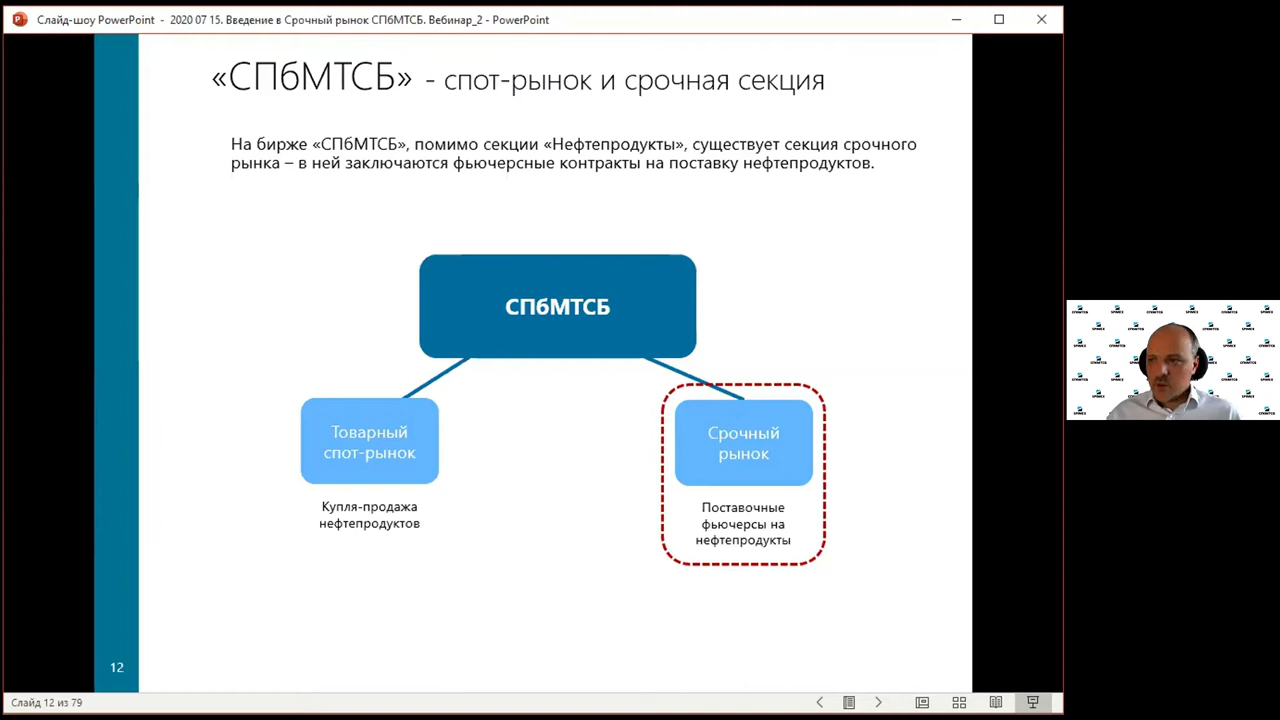 Слайд-шоу PowerPoint - 2020 07 15. Введение в Срочный рынок СПбМТСБ. Вебинар_2 - PowerPoint
«СПбМТСБ» - спот-рынок и срочная секция
На бирже «СПбМТСБ», помимо секции «Нефтепродукты», существует секция срочного
рынка – в ней заключаются фьючерсные контракты на поставку нефтепродуктов.
СПбМТСБ
Товарный
спот-рынок
Купля-продажа
нефтепродуктов
Срочный
рынок
Поставочные
фьючерсы на
нефтепродукты
12
Слайд 12 из 79